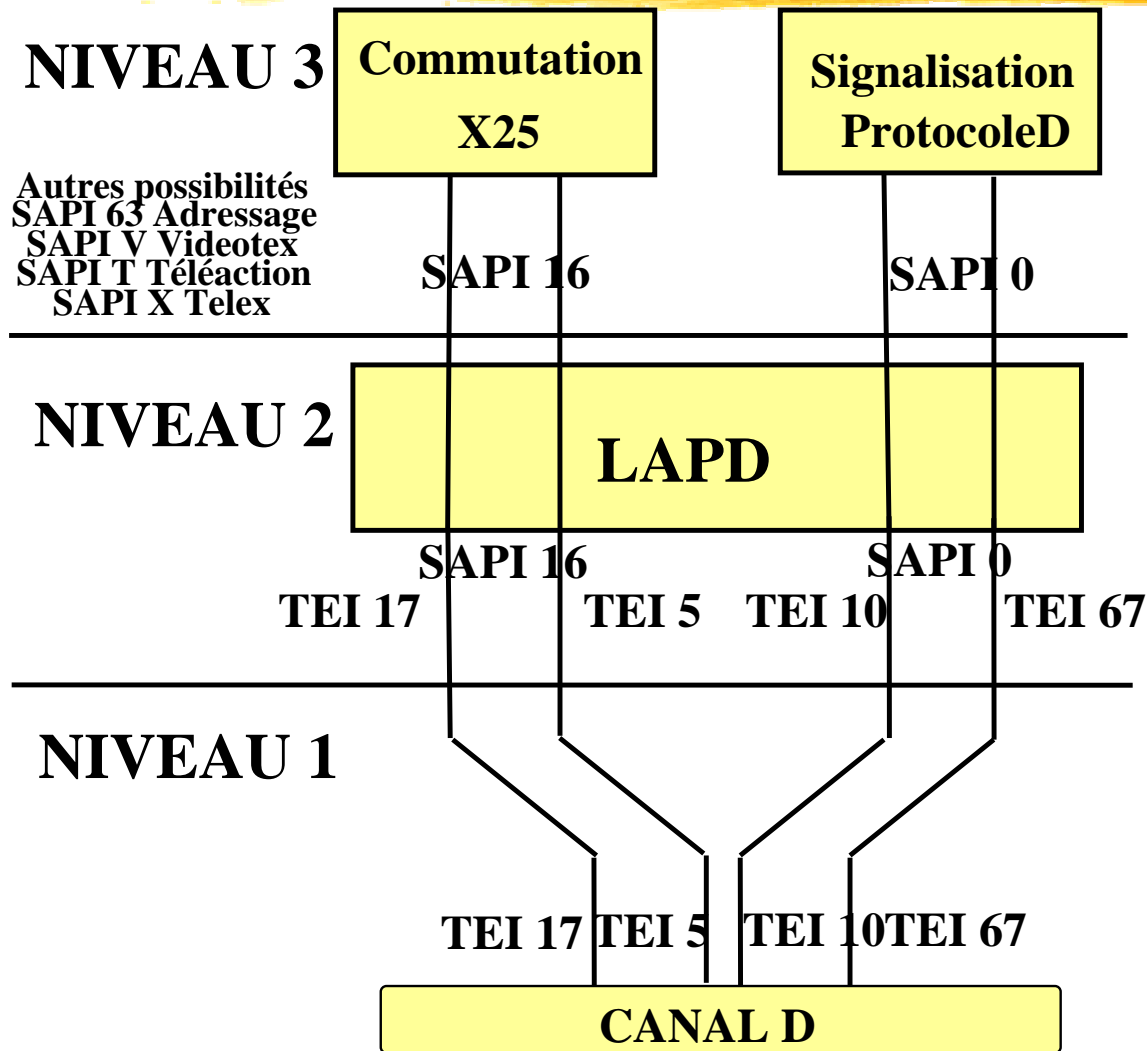 NIVEAU 3
Commutation
X25
Signalisation
ProtocoleD
Autres possibilités
SAPI 63 Adressage
SAPI V Videotex
SAPI T Téléaction
SAPI X Telex
SAPI 16
SAPI 0
NIVEAU 2
LAPD
SAPI 16
SAPI 0
TEI 17
TEI 5
TEI 10
TEI 67
NIVEAU 1
TEI 17
TEI 5
TEI 10
TEI 67
CANAL D